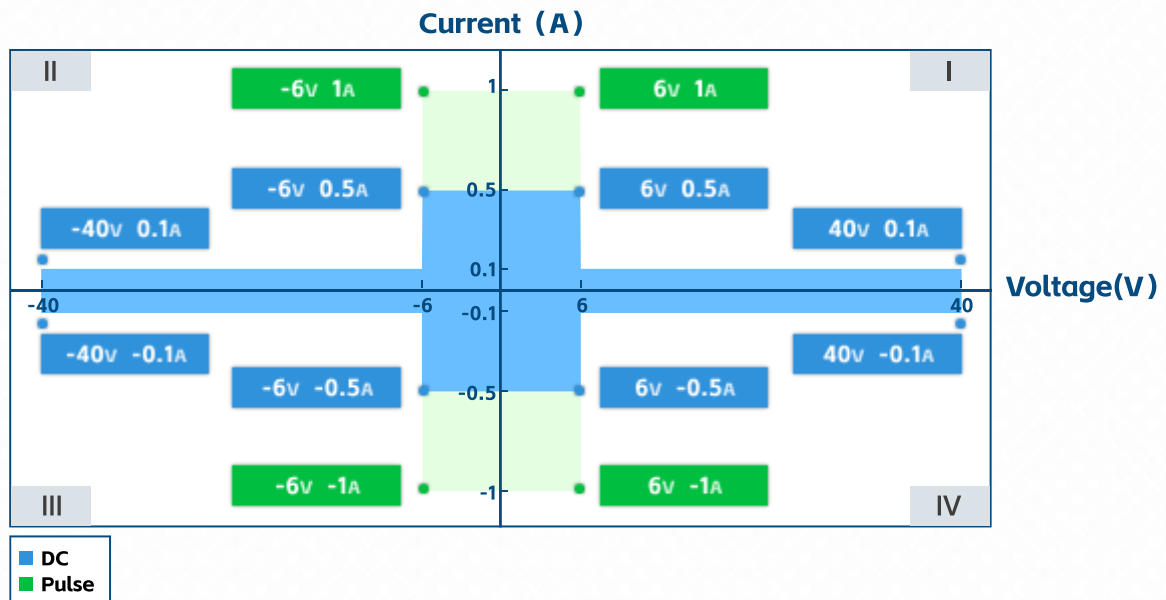 Current (A)
II
I
-6V 1A
1
6V 1A
-6V 0.5A
0.5
6V 0.5A
-40V 0.1A
40V 0.1A
0.1
Voltage(V)
-40
-6
6
40
-0.1
-40V -0.1A
40V -0.1A
-6V -0.5A
-0.5
6V -0.5A
-6V -1A
-1
6V -1A
III
IV
DC
Pulse